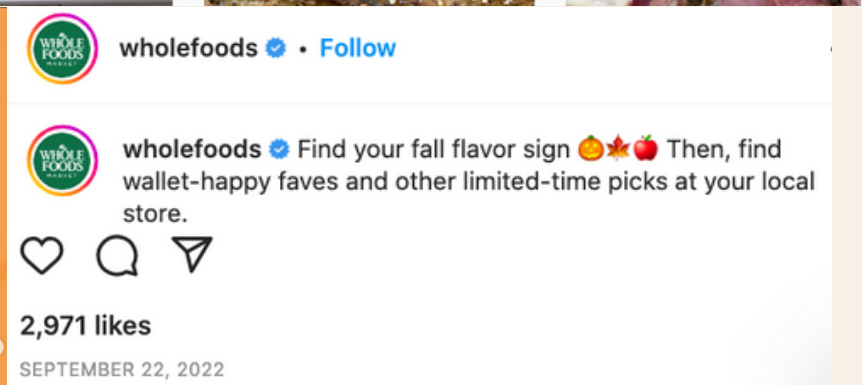 WHOLE
FOODS
MARKET
wholefoods • Follow
WHOLE
FOODS
MARKET
wholefoods Find your fall flavor sign 🎃🍁🍎 Then, find
wallet-happy faves and other limited-time picks at your local
store.
2,971 likes
SEPTEMBER 22, 2022